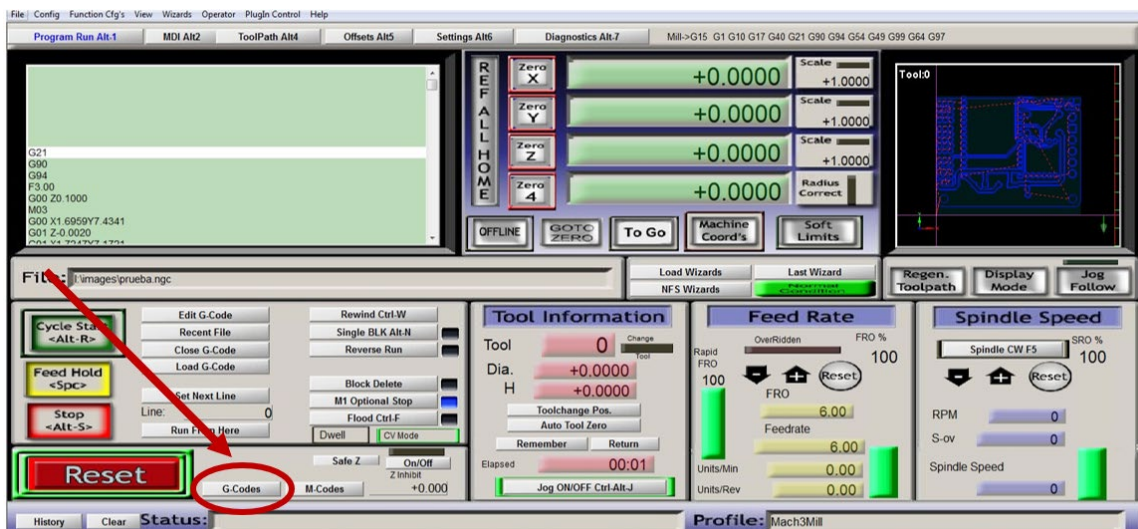 File Config Function Cfg's View Wizards Operator PlugIn Control Help
Program Run Alt-1 MDI Alt2 ToolPath Alt4 Offsets Alt5 Settings Alt6 Diagnostics Alt-7 Mill->G15 G1 G10 G17 G40 G21 G90 G94 G54 G49 G99 G64 G97
G21
G90
G94
F3.00
G00 Z0.1000
M03
G00 X1.6959Y7.4341
G01 Z-0.0020
REF ALL HOME
Zero X +0.0000 Scale +1.0000
Zero Y +0.0000 Scale +1.0000
Zero Z +0.0000 Scale +1.0000
Zero 4 +0.0000 Radius Correct
OFFLINE GOTO ZERO To Go Machine Coord's Soft Limits
Tool:0
File: I:\images\prueba.ngc
Load Wizards Last Wizard
NFS Wizards Normal Condition
Regen. Toolpath Display Mode Jog Follow
Cycle Start
<Alt-R>
Feed Hold
<Spc>
Stop
<Alt-S>
Edit G-Code
Recent File
Close G-Code
Load G-Code
Set Next Line
Line: 0
Run From Here
Rewind Ctrl-W
Single BLK Alt-N
Reverse Run
Block Delete
M1 Optional Stop
Flood Ctrl-F
Dwell CV Mode
Reset
G-Codes M-Codes
Safe Z On/Off
Z Inhibit
+0.000
Tool Information
Tool 0 Change Tool
Dia. +0.0000
H +0.0000
Toolchange Pos.
Auto Tool Zero
Remember Return
Elapsed 00:01
Jog ON/OFF Ctrl-Alt-J
Feed Rate
OverRidden FRO % 100
Rapid FRO 100
Reset
FRO
6.00
Feedrate
6.00
Units/Min 0.00
Units/Rev 0.00
Spindle Speed
Spindle CW F5 SRO % 100
Reset
RPM 0
S-ov 0
Spindle Speed
0
History Clear Status: Profile: Mach3Mill